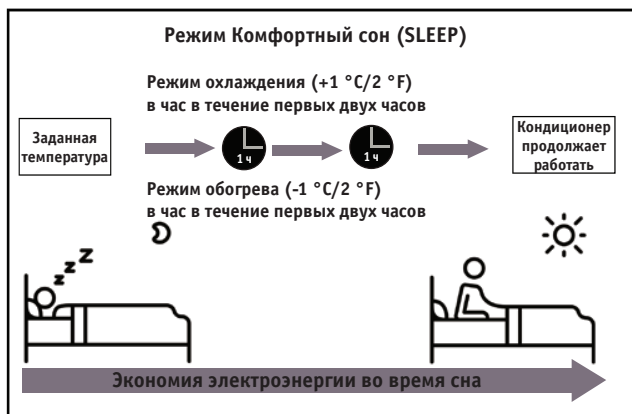 Режим Комфортный сон (SLEEP)
Режим охлаждения (+1 °C/2 °F)
в час в течение первых двух часов
Заданная
температура
1 ч
1 ч
Кондиционер
продолжает
работать
Режим обогрева (-1 °C/2 °F)
в час в течение первых двух часов
z z z Z
Экономия электроэнергии во время сна